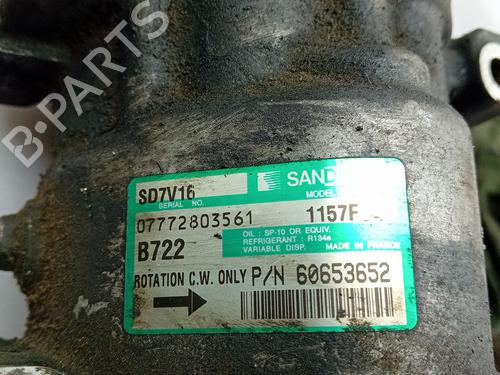 B-PARTS
SD7V16
SERIAL NO.
SAND
MODEL
07772803561
1157F
B722
OIL : SP-10 OR EQUIV.
REFRIGERANT : R134a
VARIABLE DISP. MADE IN FRANCE
ROTATION C.W. ONLY P/N 60653652